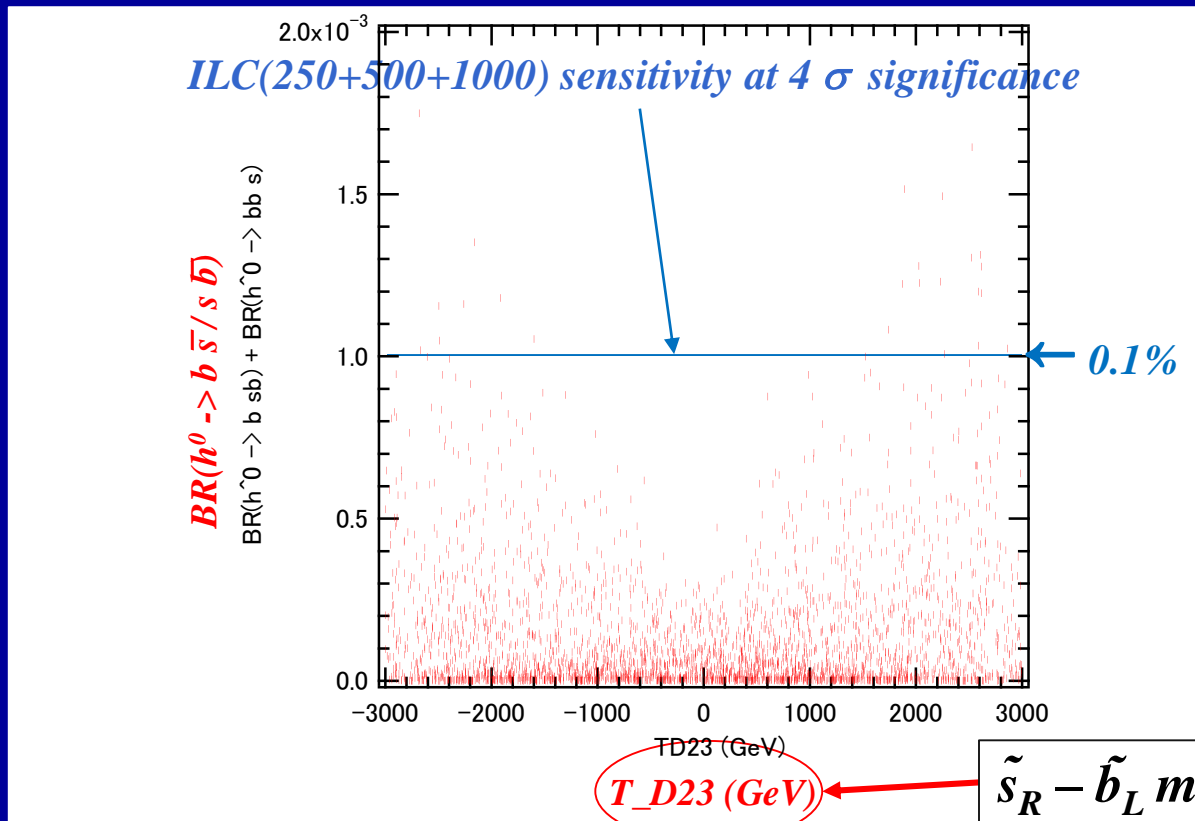 2.0x10⁻³
ILC(250+500+1000) sensitivity at 4 σ significance
1.5
1.0
0.1%
0.5
0.0
BR(h⁰ -> b s̅ / s b̅)
BR(h^0 -> b sb) + BR(h^0 -> bb s)
-3000 -2000 -1000 0 1000 2000 3000
TD23 (GeV)
T_D23 (GeV)
s̃_R – b̃_L m